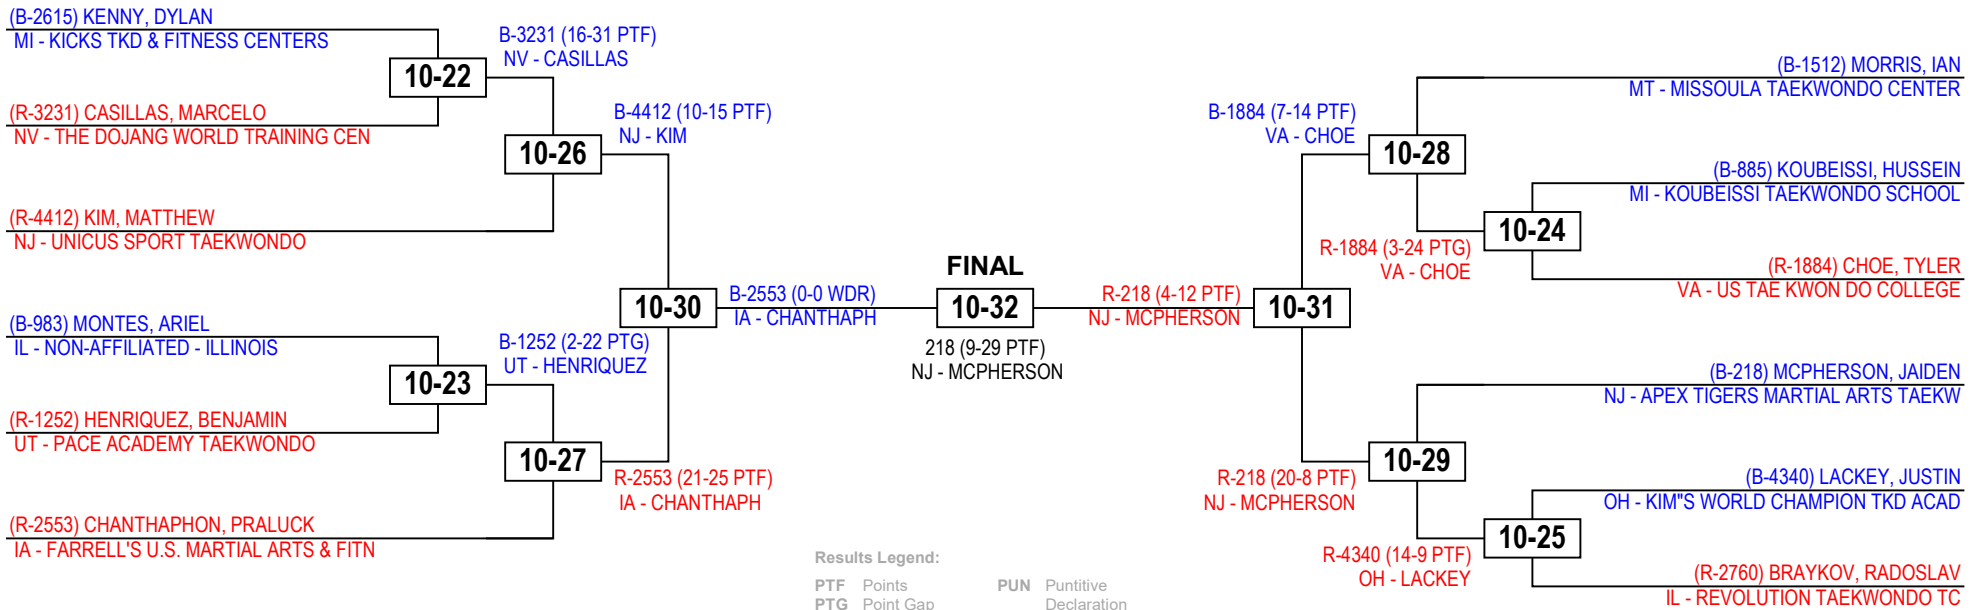 (B-2615) KENNY, DYLAN
MI - KICKS TKD & FITNESS CENTERS
10-22
(R-3231) CASILLAS, MARCELO
NV - THE DOJANG WORLD TRAINING CEN
B-3231 (16-31 PTF)
NV - CASILLAS
10-26
(R-4412) KIM, MATTHEW
NJ - UNICUS SPORT TAEKWONDO
B-4412 (10-15 PTF)
NJ - KIM
(B-983) MONTES, ARIEL
IL - NON-AFFILIATED - ILLINOIS
10-23
(R-1252) HENRIQUEZ, BENJAMIN
UT - PACE ACADEMY TAEKWONDO
B-1252 (2-22 PTG)
UT - HENRIQUEZ
10-27
(R-2553) CHANTHAPHON, PRALUCK
IA - FARRELL'S U.S. MARTIAL ARTS & FITN
R-2553 (21-25 PTF)
IA - CHANTHAPH
10-30
B-2553 (0-0 WDR)
IA - CHANTHAPH
FINAL
10-32
218 (9-29 PTF)
NJ - MCPHERSON
R-218 (4-12 PTF)
NJ - MCPHERSON
10-31
B-1884 (7-14 PTF)
VA - CHOE
10-28
(B-1512) MORRIS, IAN
MT - MISSOULA TAEKWONDO CENTER
(B-885) KOUBEISSI, HUSSEIN
MI - KOUBEISSI TAEKWONDO SCHOOL
10-24
R-1884 (3-24 PTG)
VA - CHOE
(R-1884) CHOE, TYLER
VA - US TAE KWON DO COLLEGE
(B-218) MCPHERSON, JAIDEN
NJ - APEX TIGERS MARTIAL ARTS TAEKW
10-29
R-218 (20-8 PTF)
NJ - MCPHERSON
(B-4340) LACKEY, JUSTIN
OH - KIM"S WORLD CHAMPION TKD ACAD
10-25
R-4340 (14-9 PTF)
OH - LACKEY
(R-2760) BRAYKOV, RADOSLAV
IL - REVOLUTION TAEKWONDO TC
Results Legend:
PTF Points PUN Puntitive
PTG Point Gap Declaration